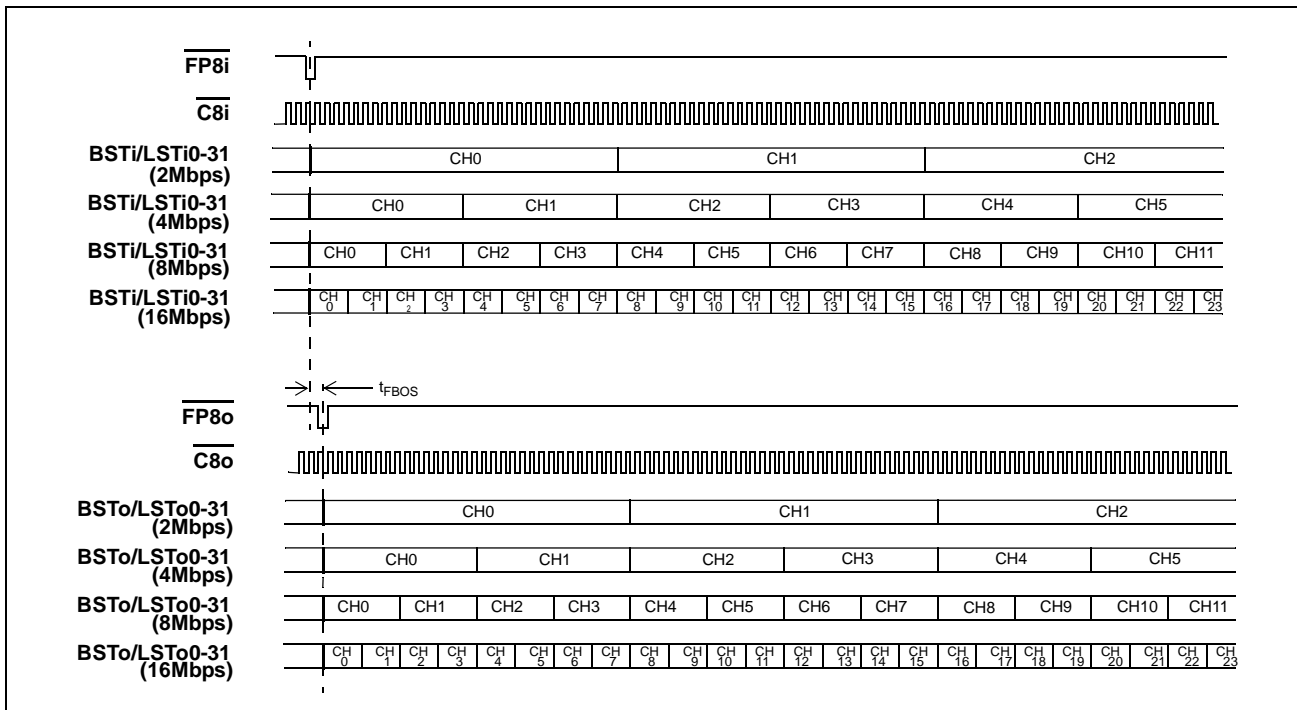 FP8i
C8i
BSTi/LSTi0-31
(2Mbps)
CH0 CH1 CH2
BSTi/LSTi0-31
(4Mbps)
CH0 CH1 CH2 CH3 CH4 CH5
BSTi/LSTi0-31
(8Mbps)
CH0 CH1 CH2 CH3 CH4 CH5 CH6 CH7 CH8 CH9 CH10 CH11
BSTi/LSTi0-31
(16Mbps)
CH CH CH CH CH CH CH CH CH CH CH CH CH CH CH CH CH CH CH CH CH CH CH CH
0 1 2 3 4 5 6 7 8 9 10 11 12 13 14 15 16 17 18 19 20 21 22 23
tFBOS
FP8o
C8o
BSTo/LSTo0-31
(2Mbps)
CH0 CH1 CH2
BSTo/LSTo0-31
(4Mbps)
CH0 CH1 CH2 CH3 CH4 CH5
BSTo/LSTo0-31
(8Mbps)
CH0 CH1 CH2 CH3 CH4 CH5 CH6 CH7 CH8 CH9 CH10 CH11
BSTo/LSTo0-31
(16Mbps)
CH CH CH CH CH CH CH CH CH CH CH CH CH CH CH CH CH CH CH CH CH CH CH CH
0 1 2 3 4 5 6 7 8 9 10 11 12 13 14 15 16 17 18 19 20 21 22 23